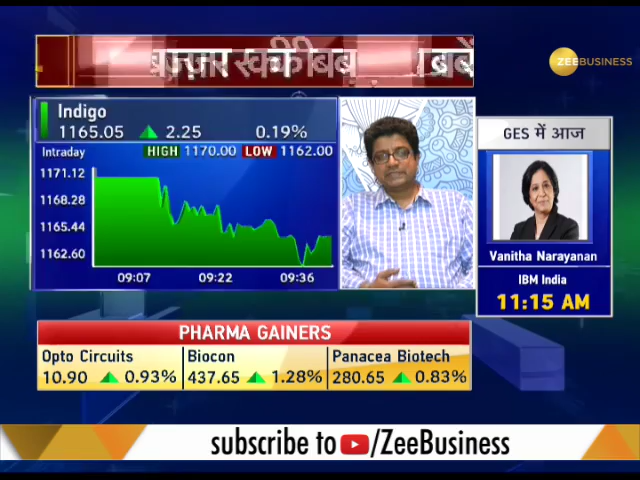 ZEEBUSINESS
Indigo
1165.05 2.25 0.19%
Intraday HIGH 1170.00 LOW 1162.00
1171.12
1168.28
1165.44
1162.60
09:07 09:22 09:36
GES में आज
Vanitha Narayanan
IBM India
11:15 AM
PHARMA GAINERS
Opto Circuits Biocon Panacea Biotech
10.90 0.93% 437.65 1.28% 280.65 0.83%
subscribe to /ZeeBusiness